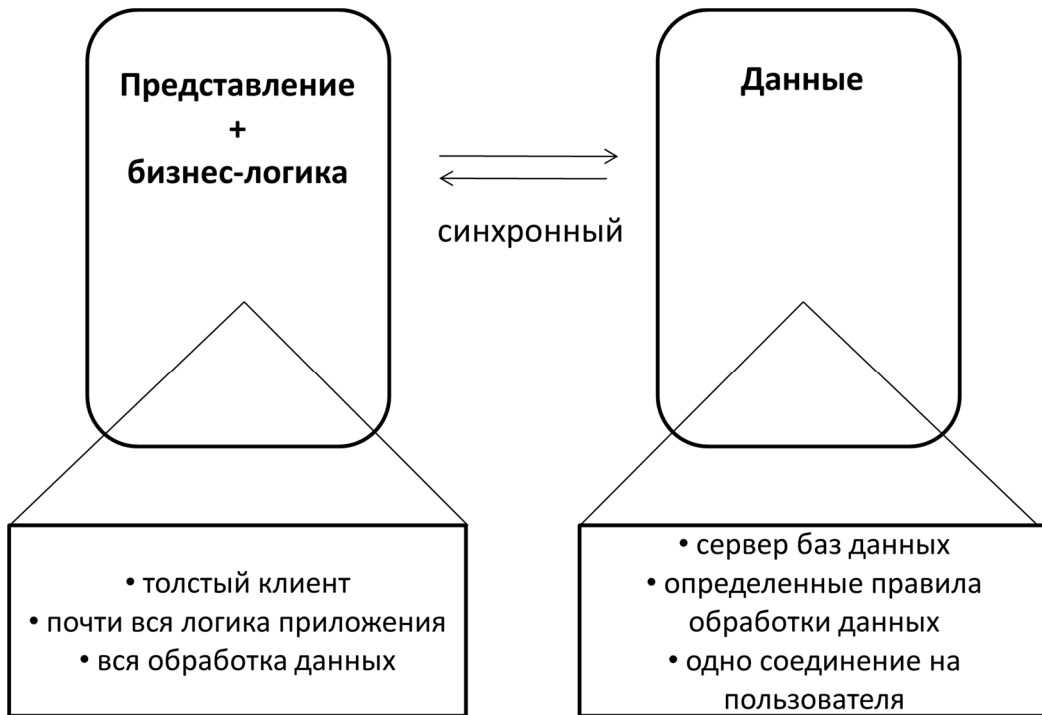 Представление
+
бизнес-логика
Данные
синхронный
• толстый клиент
• почти вся логика приложения
• вся обработка данных
• сервер баз данных
• определенные правила
обработки данных
• одно соединение на
пользователя